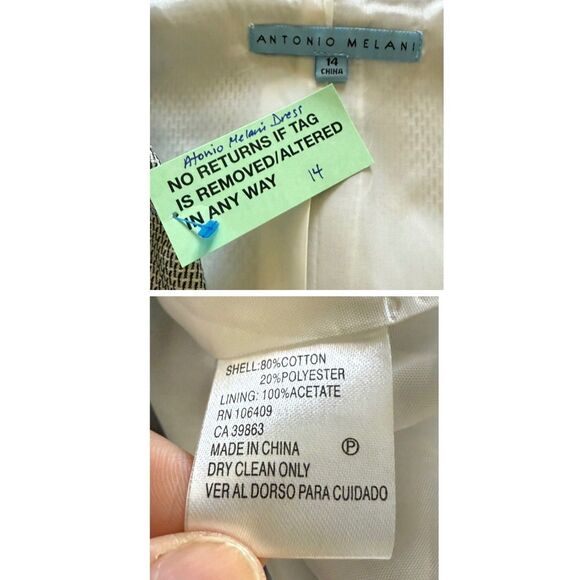 ANTONIO MELANI
14
CHINA
Atonio Melani Dress
NO RETURNS IF TAG
IS REMOVED/ALTERED
IN ANY WAY
14
SHELL:80%COTTON
20%POLYESTER
LINING: 100%ACETATE
RN 106409
CA 39863
MADE IN CHINA Ⓟ
DRY CLEAN ONLY
VER AL DORSO PARA CUIDADO